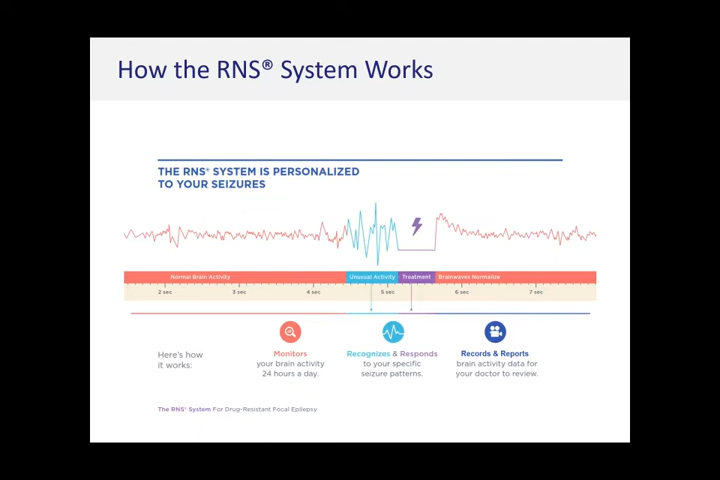 How the RNS® System Works
THE RNS® SYSTEM IS PERSONALIZED
TO YOUR SEIZURES
Normal Brain Activity
Unusual Activity
Treatment
Brainwaves Normalize
2 sec
3 sec
4 sec
5 sec
6 sec
7 sec
Here's how
it works:
Monitors
your brain activity
24 hours a day.
Recognizes & Responds
to your specific
seizure patterns.
Records & Reports
brain activity data for
your doctor to review.
The RNS® System For Drug-Resistant Focal Epilepsy